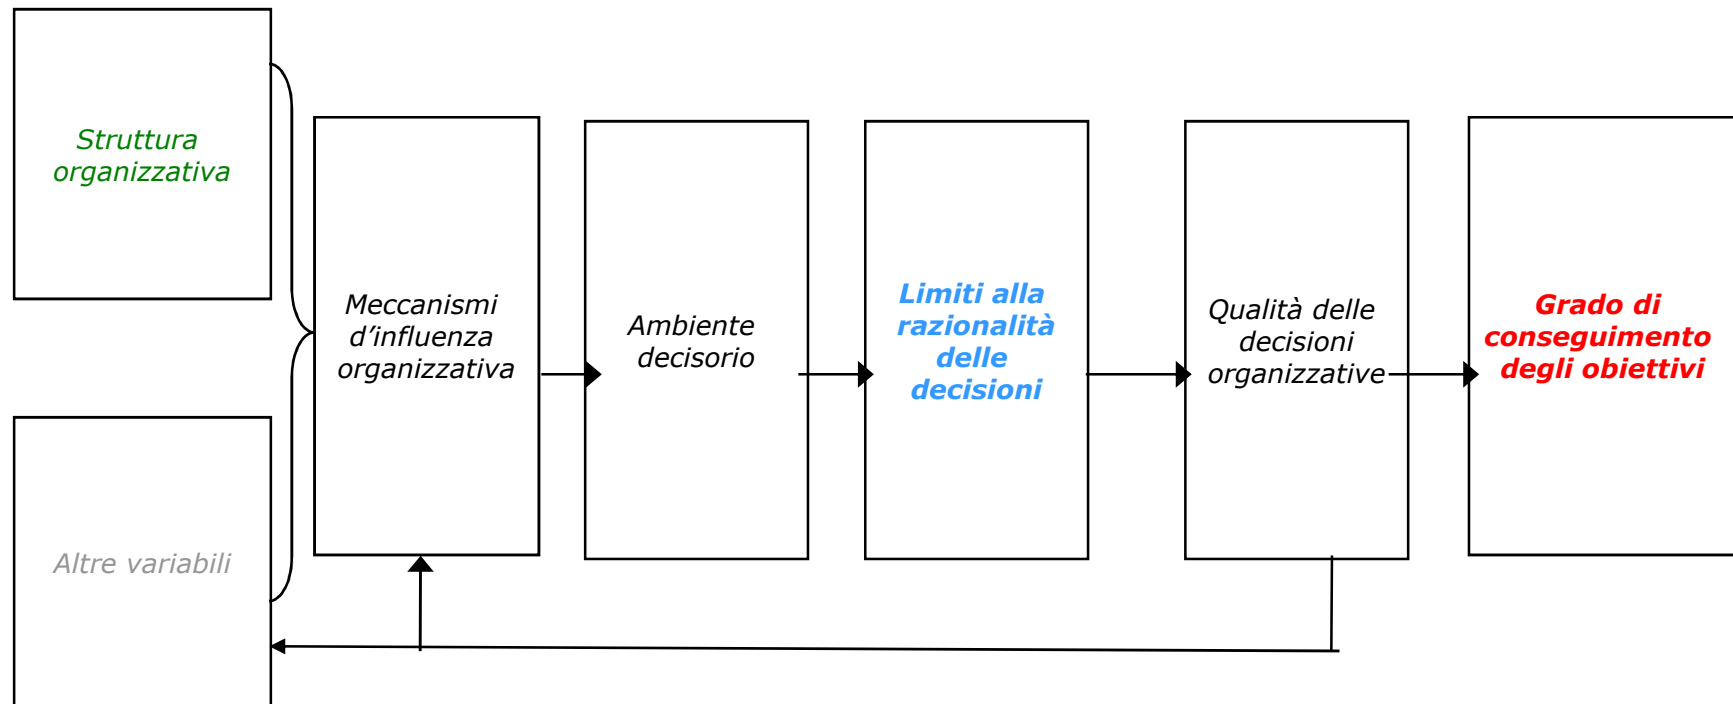 Struttura
organizzativa
Altre variabili
Meccanismi
d’influenza
organizzativa
Ambiente
decisorio
Limiti alla
razionalità
delle
decisioni
Qualità delle
decisioni
organizzative
Grado di
conseguimento
degli obiettivi